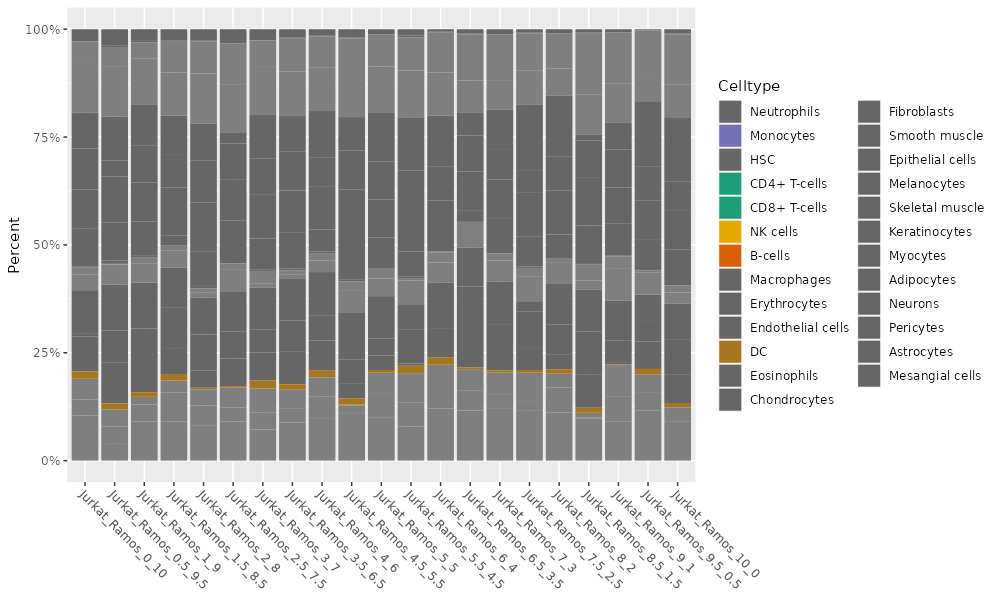 100%
75%
50%
25%
0%
Percent
Jurkat_Ramos_0_10
Jurkat_Ramos_0.5_9.5
Jurkat_Ramos_1_9
Jurkat_Ramos_1.5_8.5
Jurkat_Ramos_2_8
Jurkat_Ramos_2.5_7.5
Jurkat_Ramos_3_7
Jurkat_Ramos_3.5_6.5
Jurkat_Ramos_4_6
Jurkat_Ramos_4.5_5.5
Jurkat_Ramos_5_5
Jurkat_Ramos_5.5_4.5
Jurkat_Ramos_6_4
Jurkat_Ramos_6.5_3.5
Jurkat_Ramos_7_3
Jurkat_Ramos_7.5_2.5
Jurkat_Ramos_8_2
Jurkat_Ramos_8.5_1.5
Jurkat_Ramos_9_1
Jurkat_Ramos_9.5_0.5
Jurkat_Ramos_10_0
Celltype
Neutrophils
Monocytes
HSC
CD4+ T-cells
CD8+ T-cells
NK cells
B-cells
Macrophages
Erythrocytes
Endothelial cells
DC
Eosinophils
Chondrocytes
Fibroblasts
Smooth muscle
Epithelial cells
Melanocytes
Skeletal muscle
Keratinocytes
Myocytes
Adipocytes
Neurons
Pericytes
Astrocytes
Mesangial cells